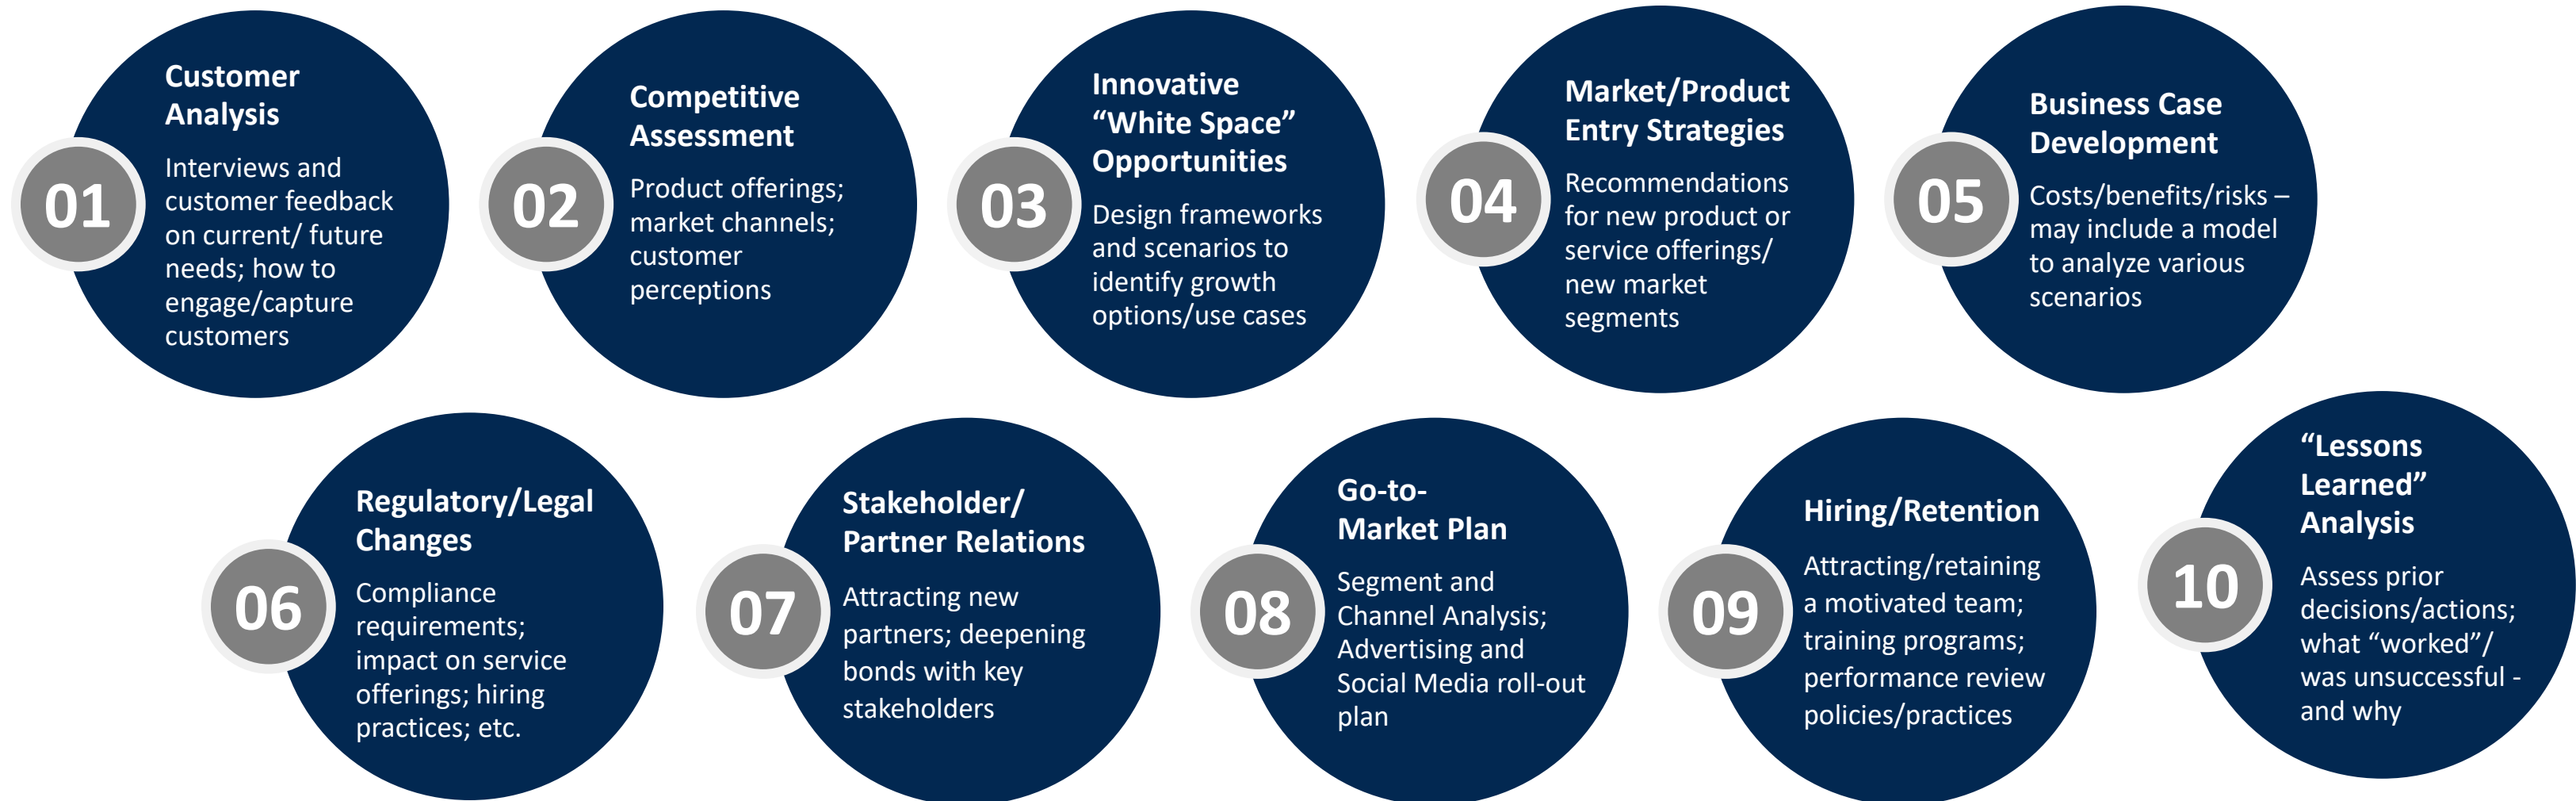 01
Customer
Analysis
Interviews and
customer feedback
on current/ future
needs; how to
engage/capture
customers
02
Competitive
Assessment
Product offerings;
market channels;
customer
perceptions
03
Innovative
“White Space”
Opportunities
Design frameworks
and scenarios to
identify growth
options/use cases
04
Market/Product
Entry Strategies
Recommendations
for new product or
service offerings/
new market
segments
05
Business Case
Development
Costs/benefits/risks –
may include a model
to analyze various
scenarios
06
Regulatory/Legal
Changes
Compliance
requirements;
impact on service
offerings; hiring
practices; etc.
07
Stakeholder/
Partner Relations
Attracting new
partners; deepening
bonds with key
stakeholders
08
Go-to-
Market Plan
Segment and
Channel Analysis;
Advertising and
Social Media roll-out
plan
09
Hiring/Retention
Attracting/retaining
a motivated team;
training programs;
performance review
policies/practices
10
“Lessons
Learned”
Analysis
Assess prior
decisions/actions;
what “worked”/
was unsuccessful -
and why